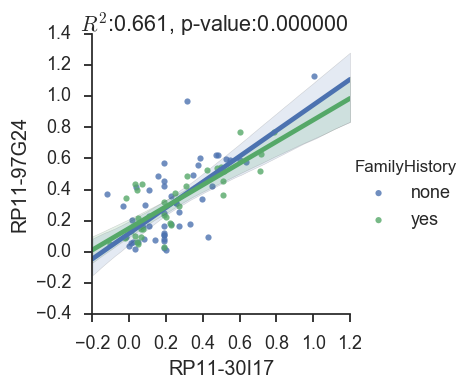 R²:0.661, p-value:0.000000
1.4
1.2
1.0
0.8
0.6
0.4
0.2
0.0
−0.2
−0.4
RP11-97G24
−0.2 0.0 0.2 0.4 0.6 0.8 1.0 1.2
RP11-30I17
FamilyHistory
none
yes